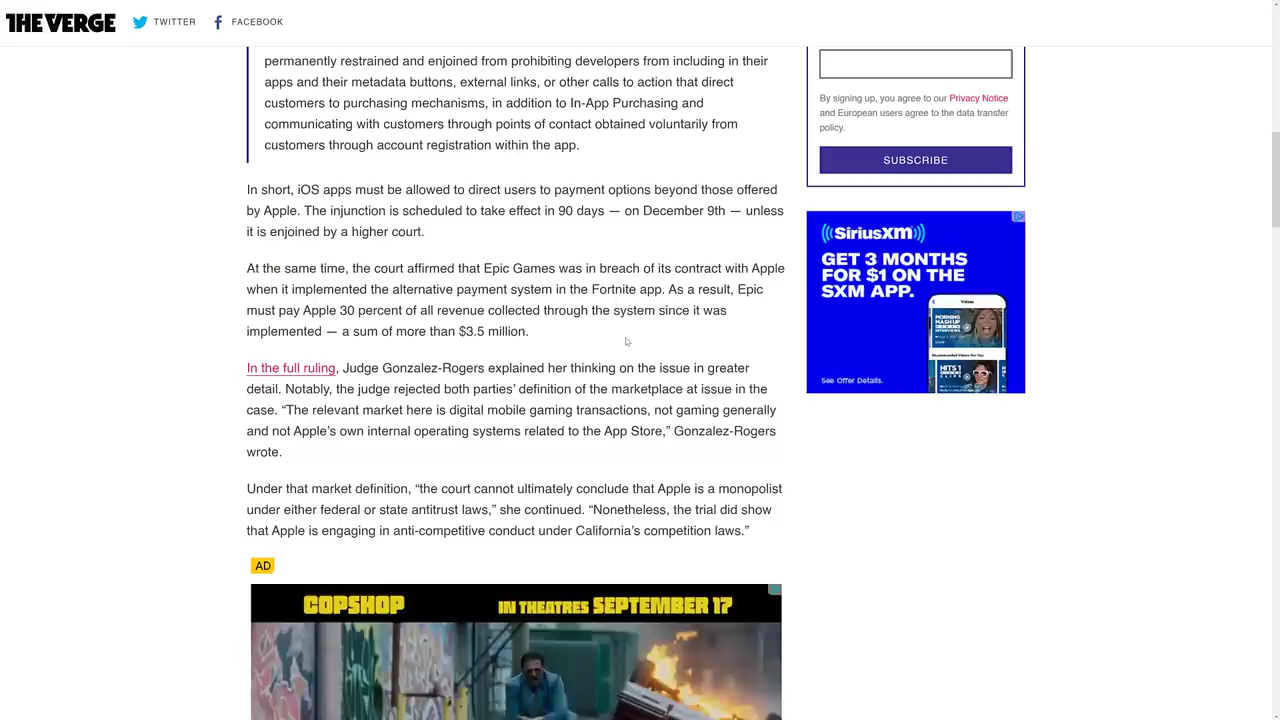 THE VERGE TWITTER FACEBOOK
permanently restrained and enjoined from prohibiting developers from including in their
apps and their metadata buttons, external links, or other calls to action that direct
customers to purchasing mechanisms, in addition to In-App Purchasing and
communicating with customers through points of contact obtained voluntarily from
customers through account registration within the app.
In short, iOS apps must be allowed to direct users to payment options beyond those offered
by Apple. The injunction is scheduled to take effect in 90 days — on December 9th — unless
it is enjoined by a higher court.
At the same time, the court affirmed that Epic Games was in breach of its contract with Apple
when it implemented the alternative payment system in the Fortnite app. As a result, Epic
must pay Apple 30 percent of all revenue collected through the system since it was
implemented — a sum of more than $3.5 million.
In the full ruling, Judge Gonzalez-Rogers explained her thinking on the issue in greater
detail. Notably, the judge rejected both parties’ definition of the marketplace at issue in the
case. “The relevant market here is digital mobile gaming transactions, not gaming generally
and not Apple’s own internal operating systems related to the App Store,” Gonzalez-Rogers
wrote.
Under that market definition, “the court cannot ultimately conclude that Apple is a monopolist
under either federal or state antitrust laws,” she continued. “Nonetheless, the trial did show
that Apple is engaging in anti-competitive conduct under California’s competition laws.”
AD
COPSHOP IN THEATRES SEPTEMBER 17
By signing up, you agree to our Privacy Notice
and European users agree to the data transfer
policy.
SUBSCRIBE
SiriusXM
GET 3 MONTHS
FOR $1 ON THE
SXM APP.
See Offer Details.
Videos
MORNING
MASH UP
INTERVIEWS
Recommended Videos For You
HITS 1